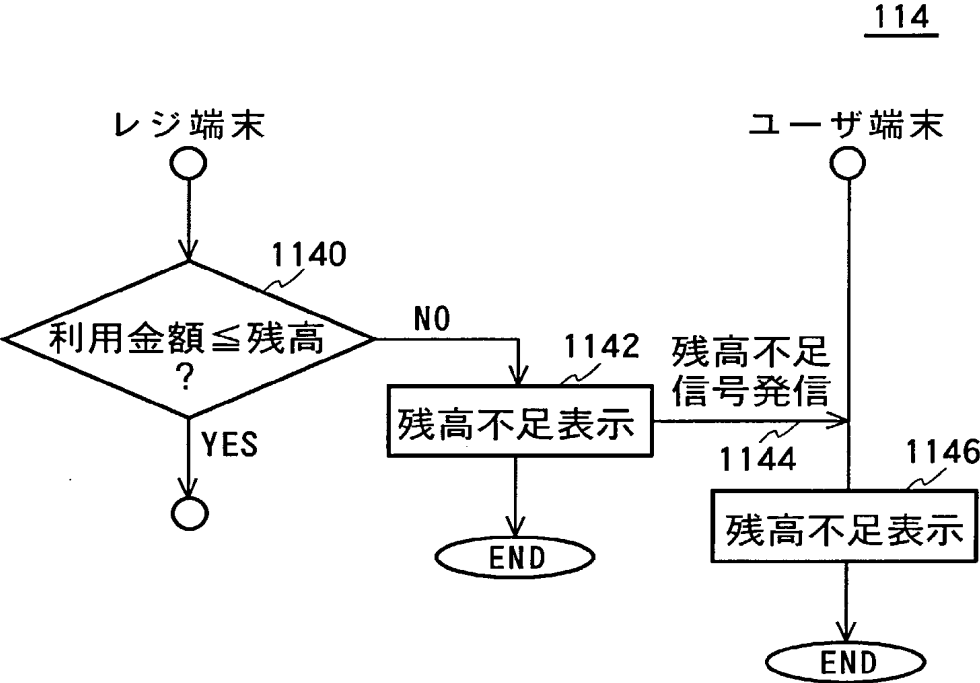 114
レジ端末
ユーザ端末
1140
利用金額≦残高
?
NO
YES
1142
残高不足表示
残高不足
信号発信
1144
1146
残高不足表示
END
END